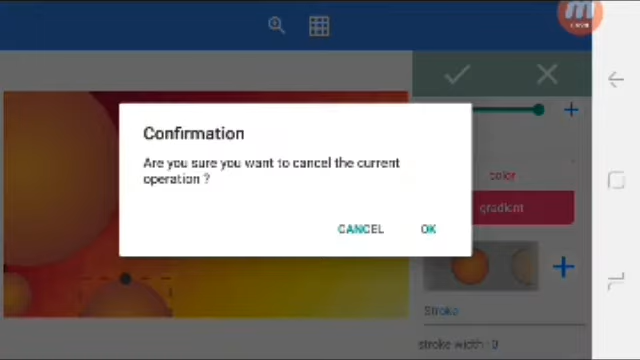 Confirmation
Are you sure you want to cancel the current
operation ?
CANCEL
OK
color
gradient
Stroke
stroke width : 0